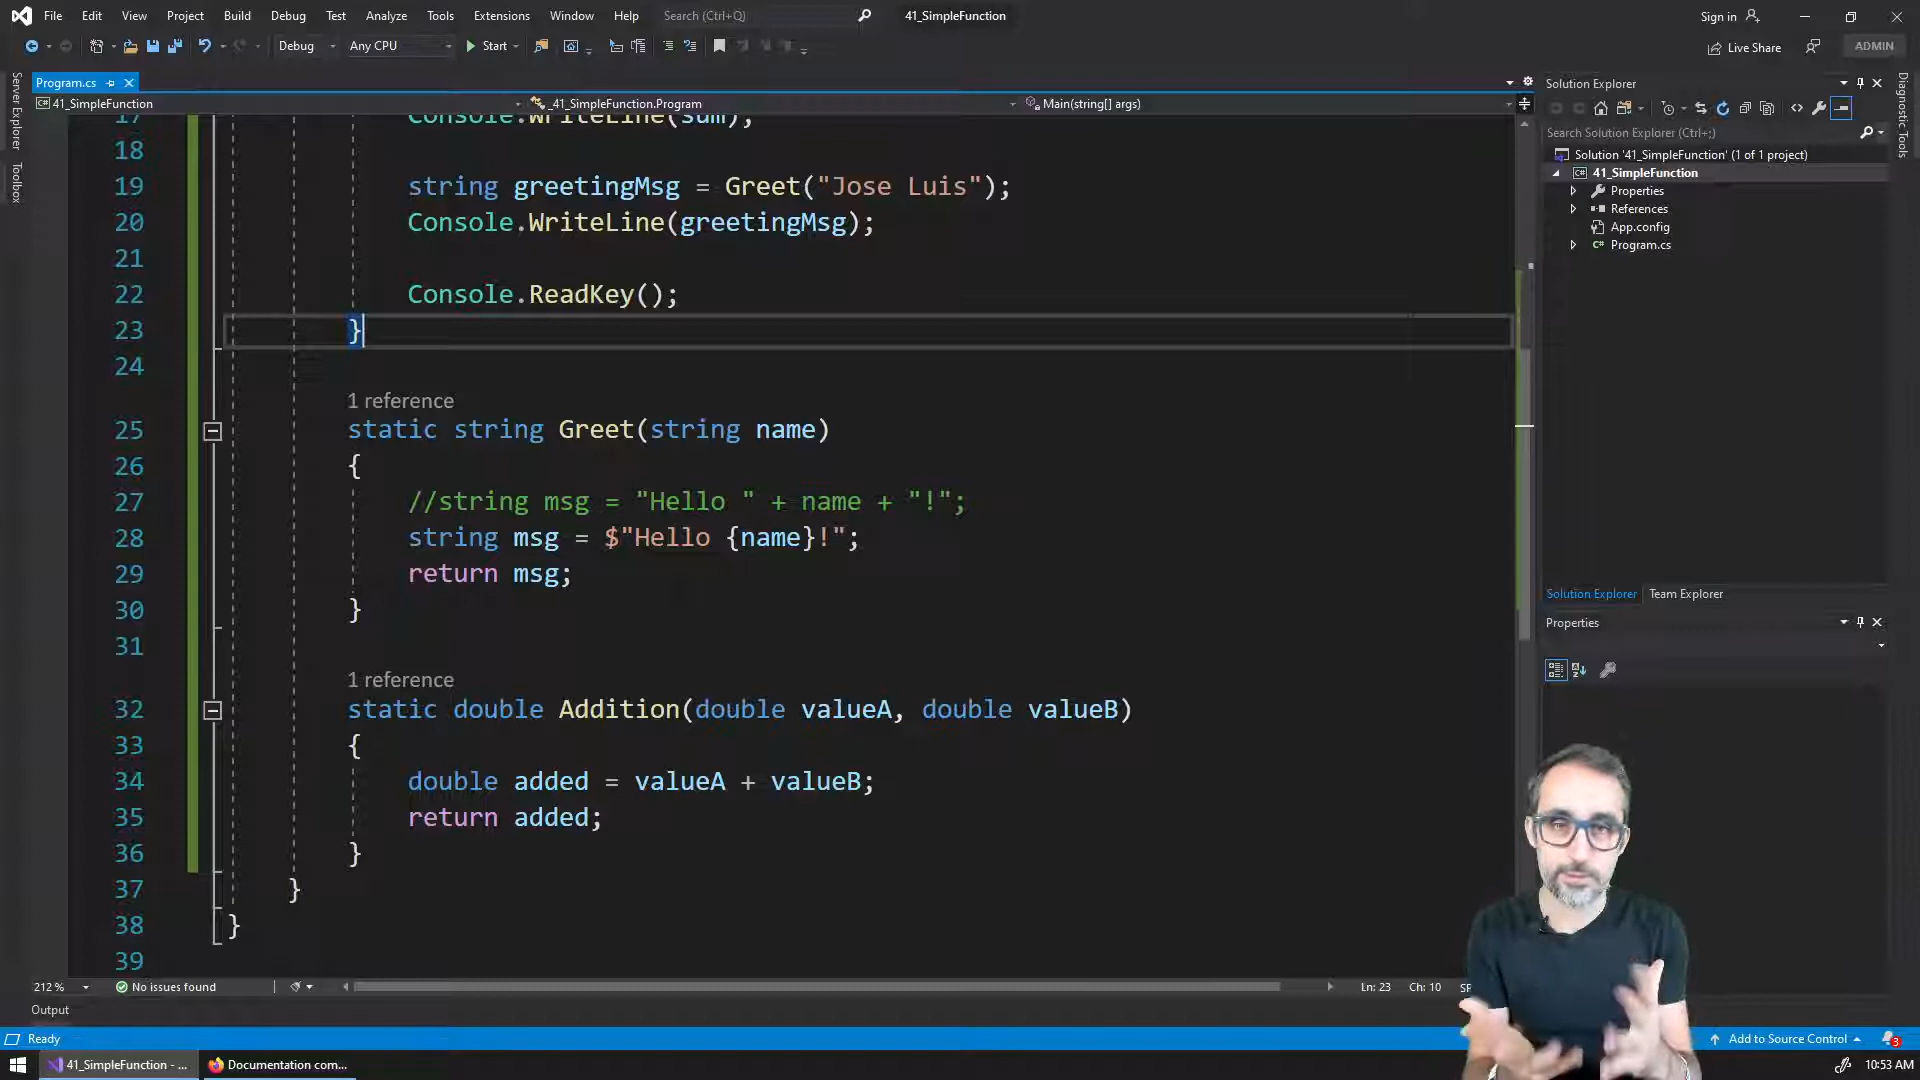 File Edit View Project Build Debug Test Analyze Tools Extensions Window Help Search (Ctrl+Q) 41_SimpleFunction Sign in
Debug Any CPU Start Live Share ADMIN
Server Explorer
Toolbox
Program.cs
41_SimpleFunction _41_SimpleFunction.Program Main(string[] args)
17 Console.WriteLine(sum);
18
19 string greetingMsg = Greet("Jose Luis");
20 Console.WriteLine(greetingMsg);
21
22 Console.ReadKey();
23 }
24
1 reference
25 static string Greet(string name)
26 {
27 //string msg = "Hello " + name + "!";
28 string msg = $"Hello {name}!";
29 return msg;
30 }
31
1 reference
32 static double Addition(double valueA, double valueB)
33 {
34 double added = valueA + valueB;
35 return added;
36 }
37 }
38 }
39
212 % No issues found Ln: 23 Ch: 10
Output
Solution Explorer
Search Solution Explorer (Ctrl+;)
Solution '41_SimpleFunction' (1 of 1 project)
41_SimpleFunction
Properties
References
App.config
C# Program.cs
Solution Explorer Team Explorer
Properties
Diagnostic Tools
Ready Add to Source Control 3
41_SimpleFunction - ... Documentation com... 10:53 AM